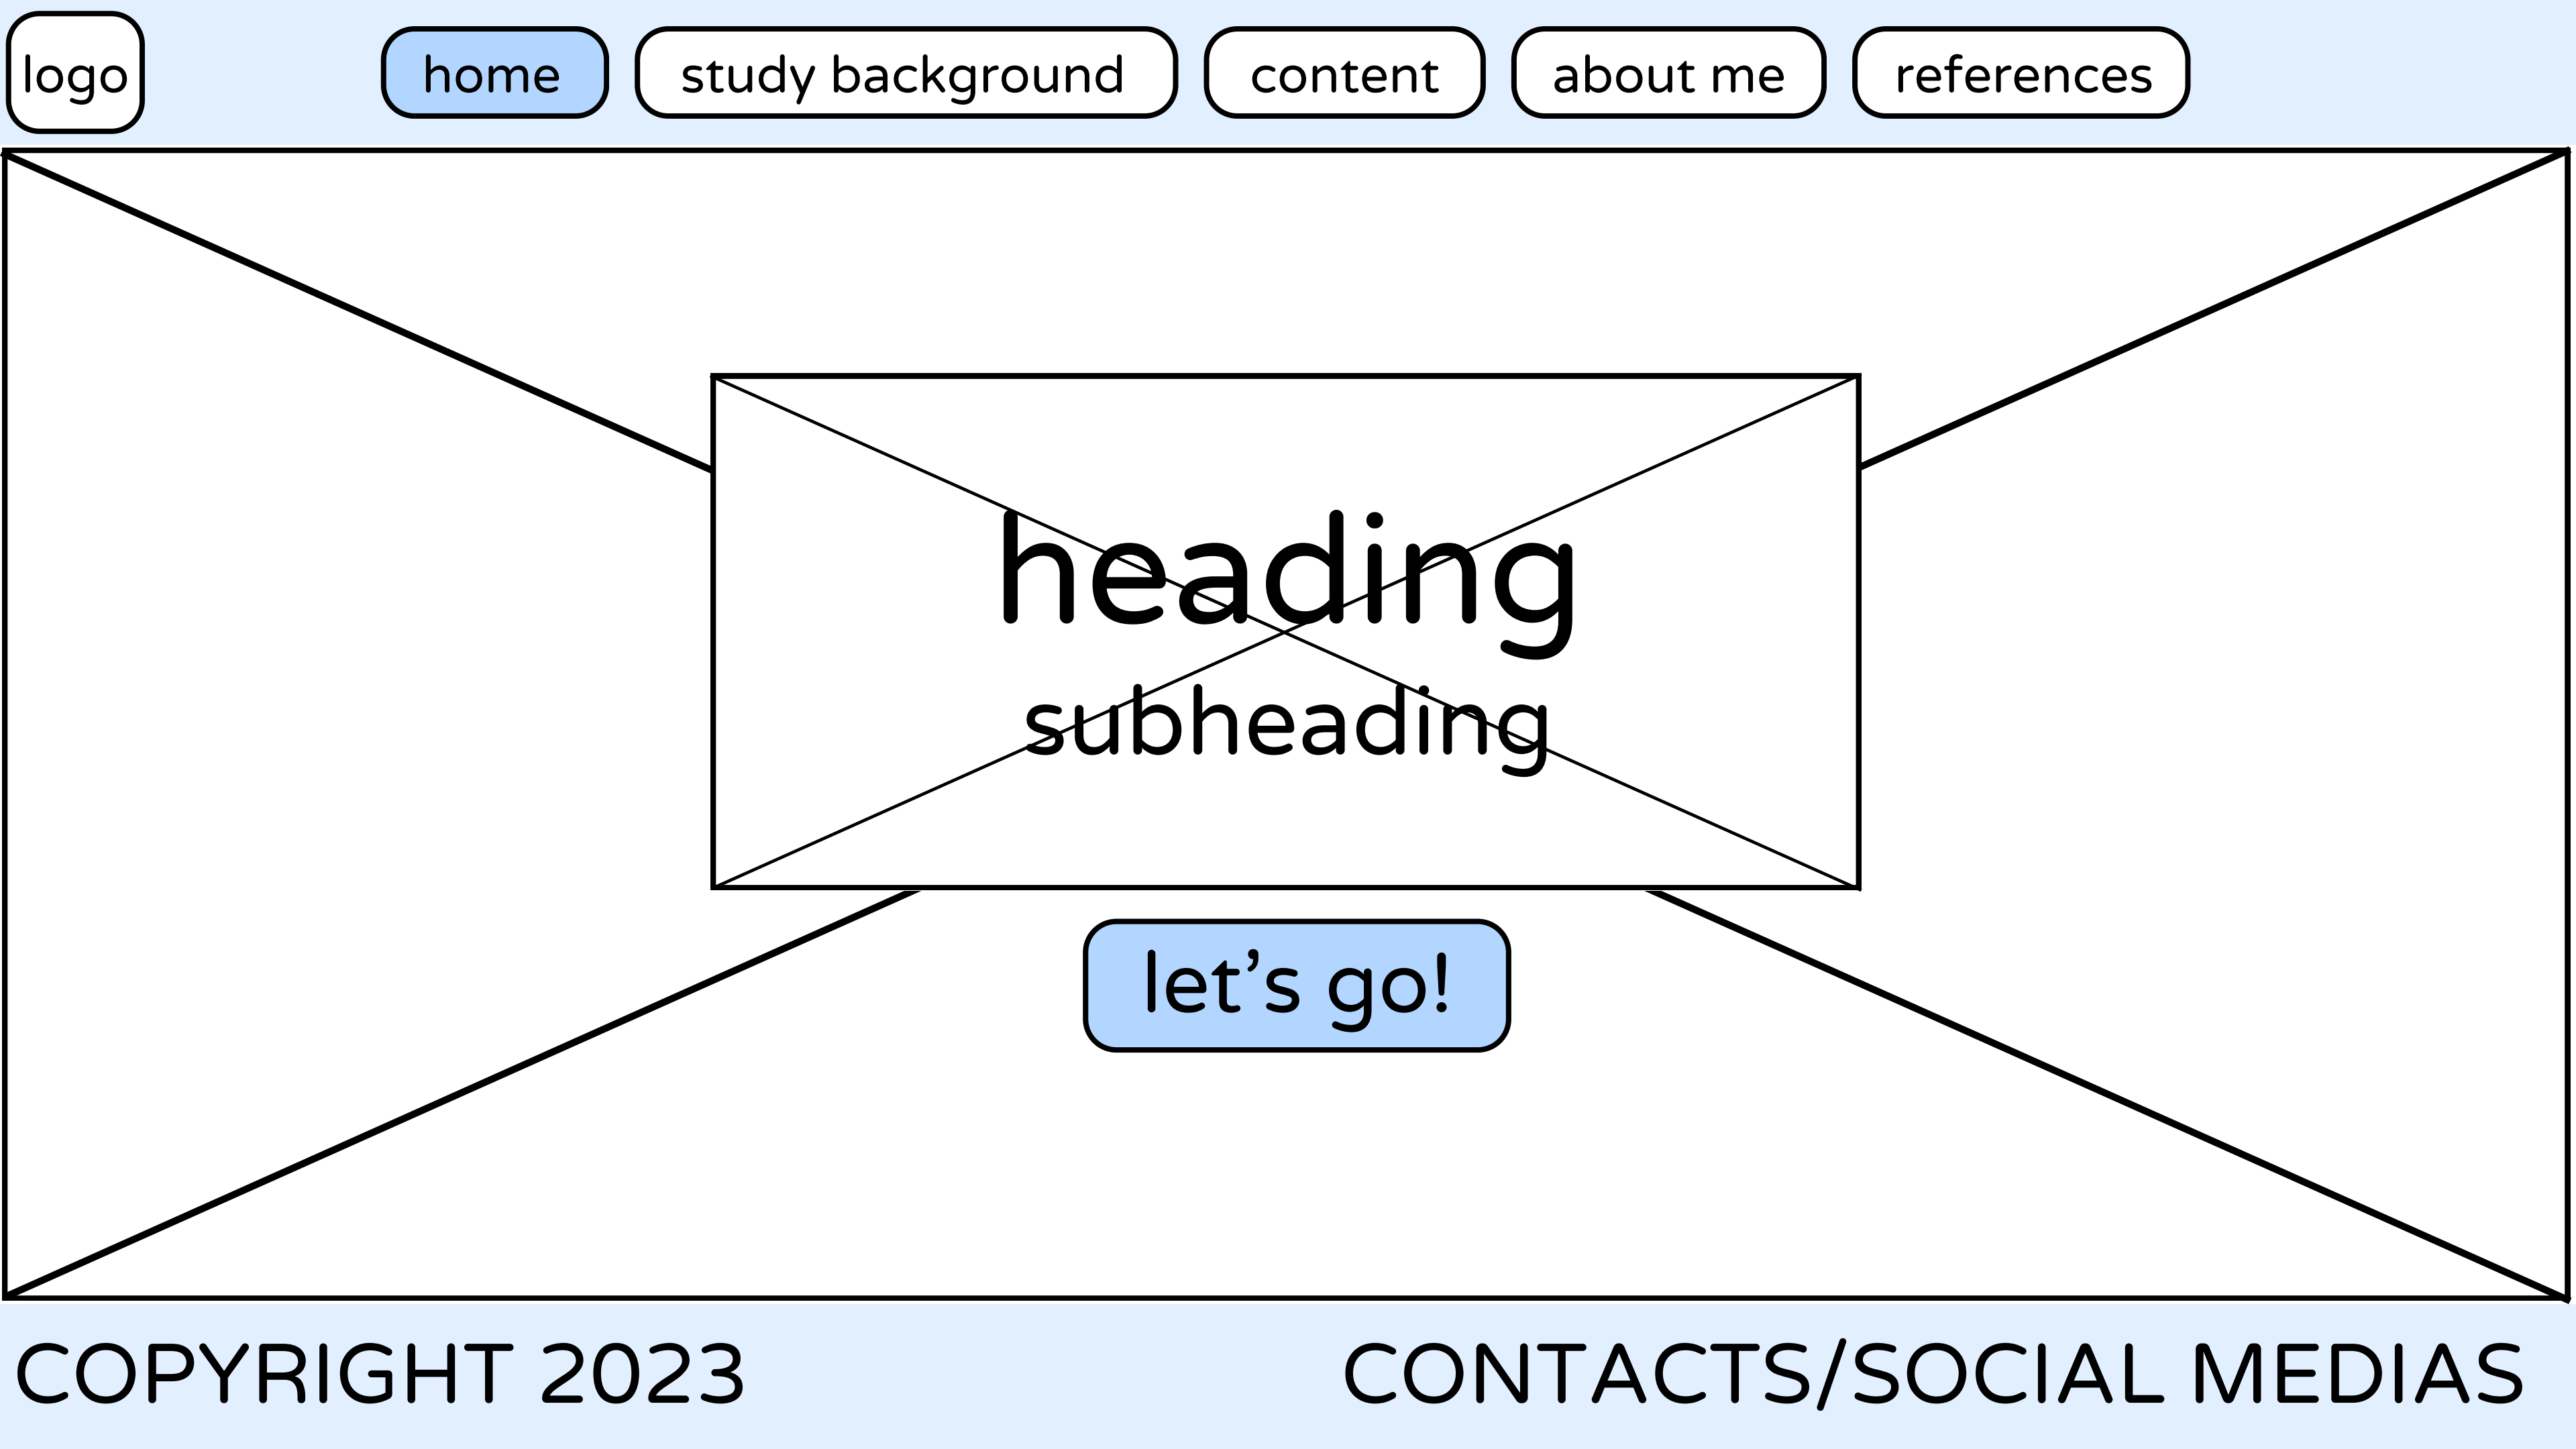 logo
home
study background
content
about me
references
heading
subheading
let’s go!
COPYRIGHT 2023
CONTACTS/SOCIAL MEDIAS